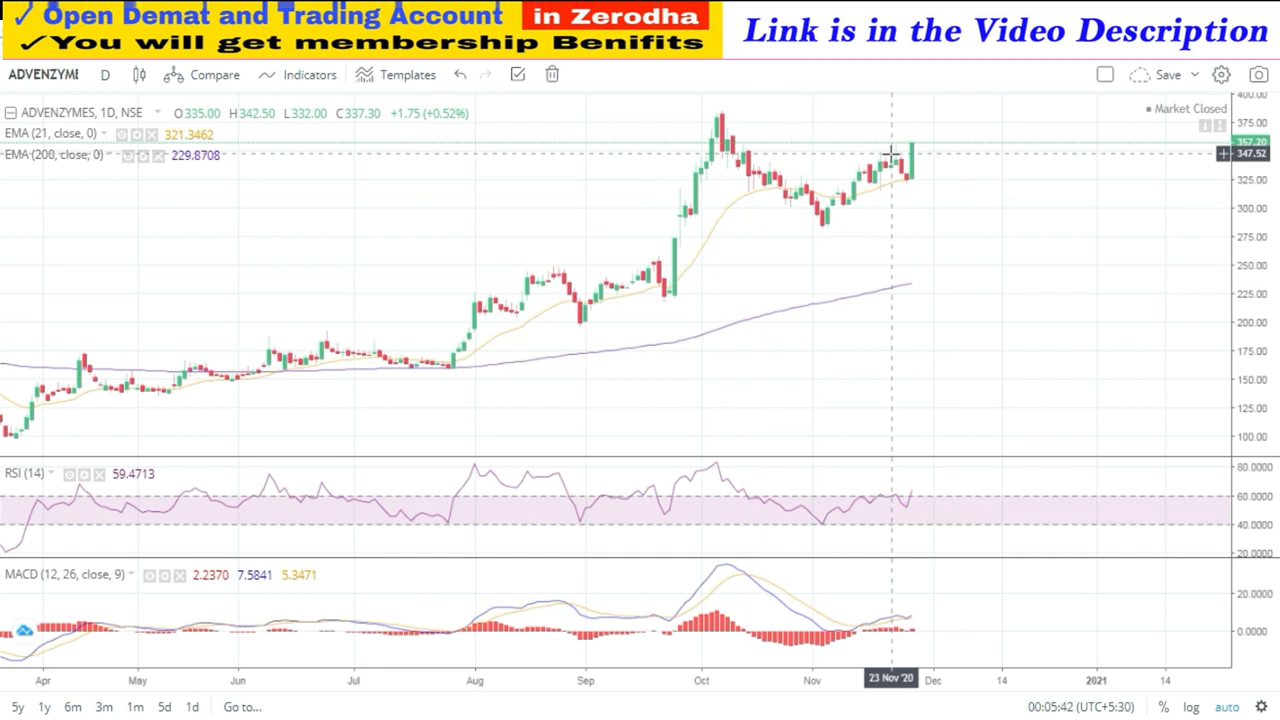 ✓ Open Demat and Trading Account in Zerodha
✓You will get membership Benifits
Link is in the Video Description
ADVENZYME D Compare Indicators Templates Save
ADVENZYMES, 1D, NSE O335.00 H342.50 L332.00 C337.30 +1.75 (+0.52%)
Market Closed
EMA (21, close, 0) 321.3462
EMA (200, close, 0) 229.8708
400.00
375.00
357.20
347.52
325.00
300.00
275.00
250.00
225.00
200.00
175.00
150.00
125.00
100.00
RSI (14) 59.4713
80.0000
60.0000
40.0000
20.0000
MACD (12, 26, close, 9) 2.2370 7.5841 5.3471
20.0000
0.0000
Apr May Jun Jul Aug Sep Oct Nov 23 Nov '20 Dec 14 2021 14
5y 1y 6m 3m 1m 5d 1d Go to... 00:05:42 (UTC+5:30) % log auto